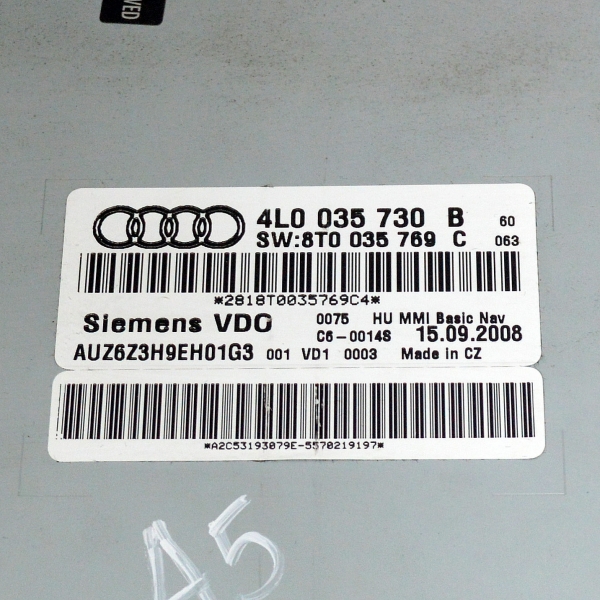 VED
4L0 035 730 B 60
SW:8T0 035 769 C 063
*2818T0035769C4*
Siemens VDO 0075 HU MMI Basic Nav
C6-0014S 15.09.2008
AUZ6Z3H9EH01G3 001 VD1 0003 Made in CZ
*A2C53193079E-5570219197*
A5